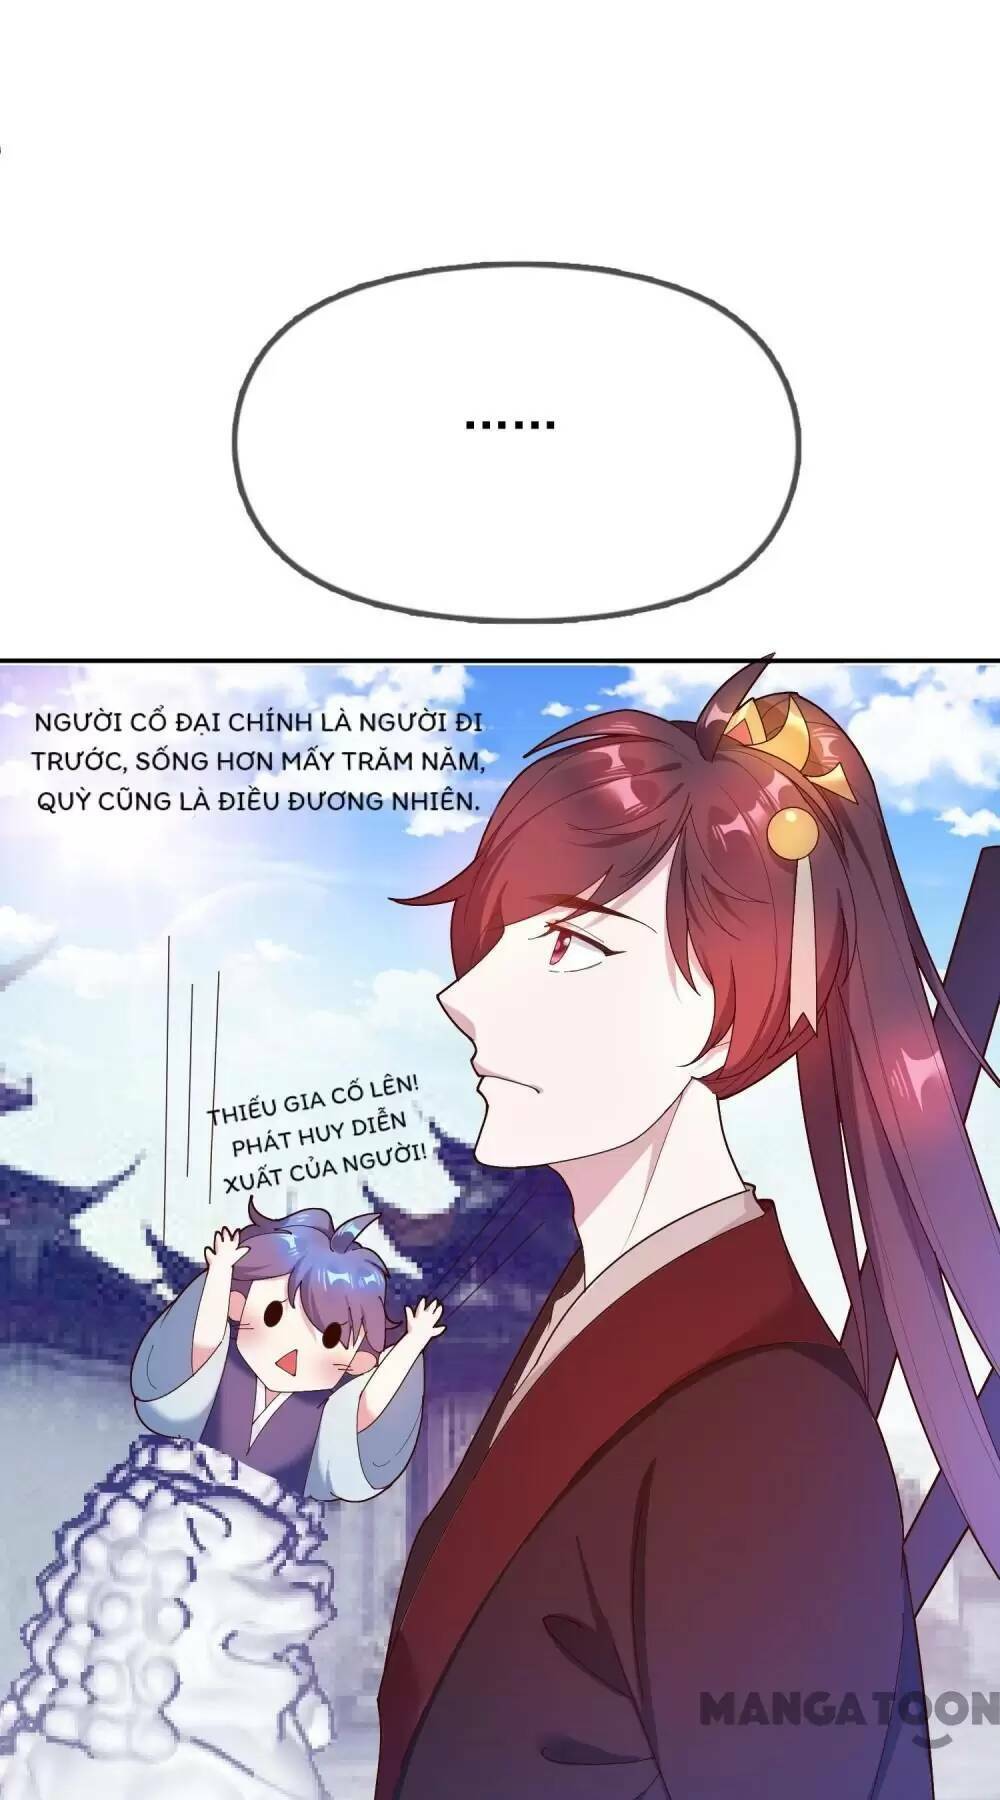 .......
NGƯỜI CỔ ĐẠI CHÍNH LÀ NGƯỜI ĐI
TRƯỚC, SỐNG HƠN MẤY TRĂM NĂM,
QUỲ CŨNG LÀ ĐIỀU ĐƯƠNG NHIÊN.
THIẾU GIA CỐ LÊN!
PHÁT HUY DIỄN
XUẤT CỦA NGƯỜI!
MANGATOON